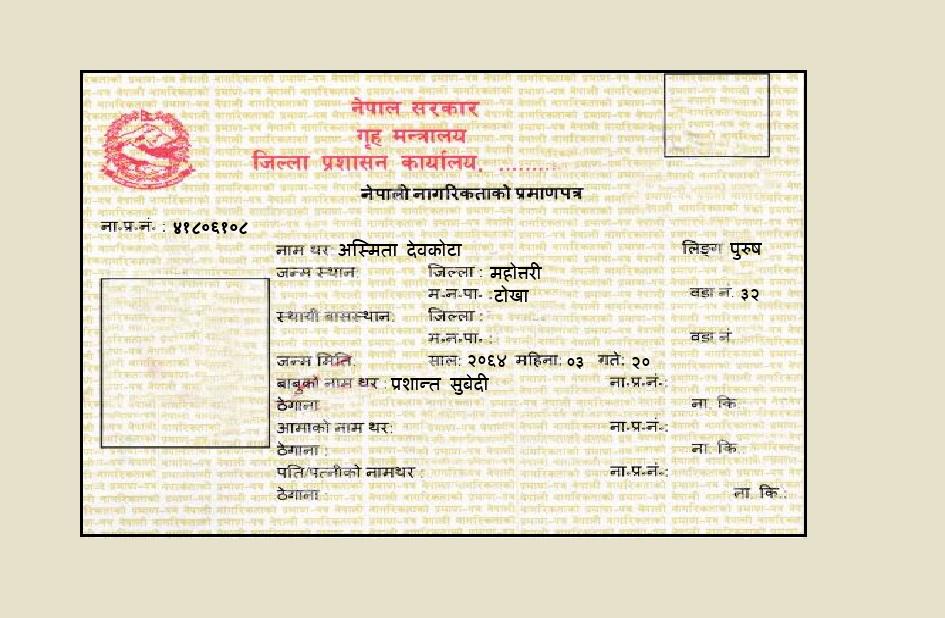 नेपाल सरकार
गृह मन्त्रालय
जिल्ला प्रशासन कार्यालय, .........
नेपाली नागरिकताको प्रमाणपत्र
ना.प्र.नं. : ४१८०६१०८
नाम थर: अस्मिता देवकोटा लिङ्ग पुरुष
जन्म स्थान: जिल्ला : महोत्तरी
म.न.पा. : टोखा वडा नं. ३२
स्थायी बासस्थान: जिल्ला :
म.न.पा. : वडा नं
जन्म मिति: साल: २०६४ महिना: ०३ गते: २०
बाबुको नाम थर : प्रशान्त सुबेदी ना.प्र.नं.:
ठेगाना: ना. कि.:
आमाको नाम थर: ना.प्र.नं.:
ठेगाना : ना. कि.:
पति/पत्नीको नामथर : ना.प्र.नं.:
ठेगाना : ना. कि.: